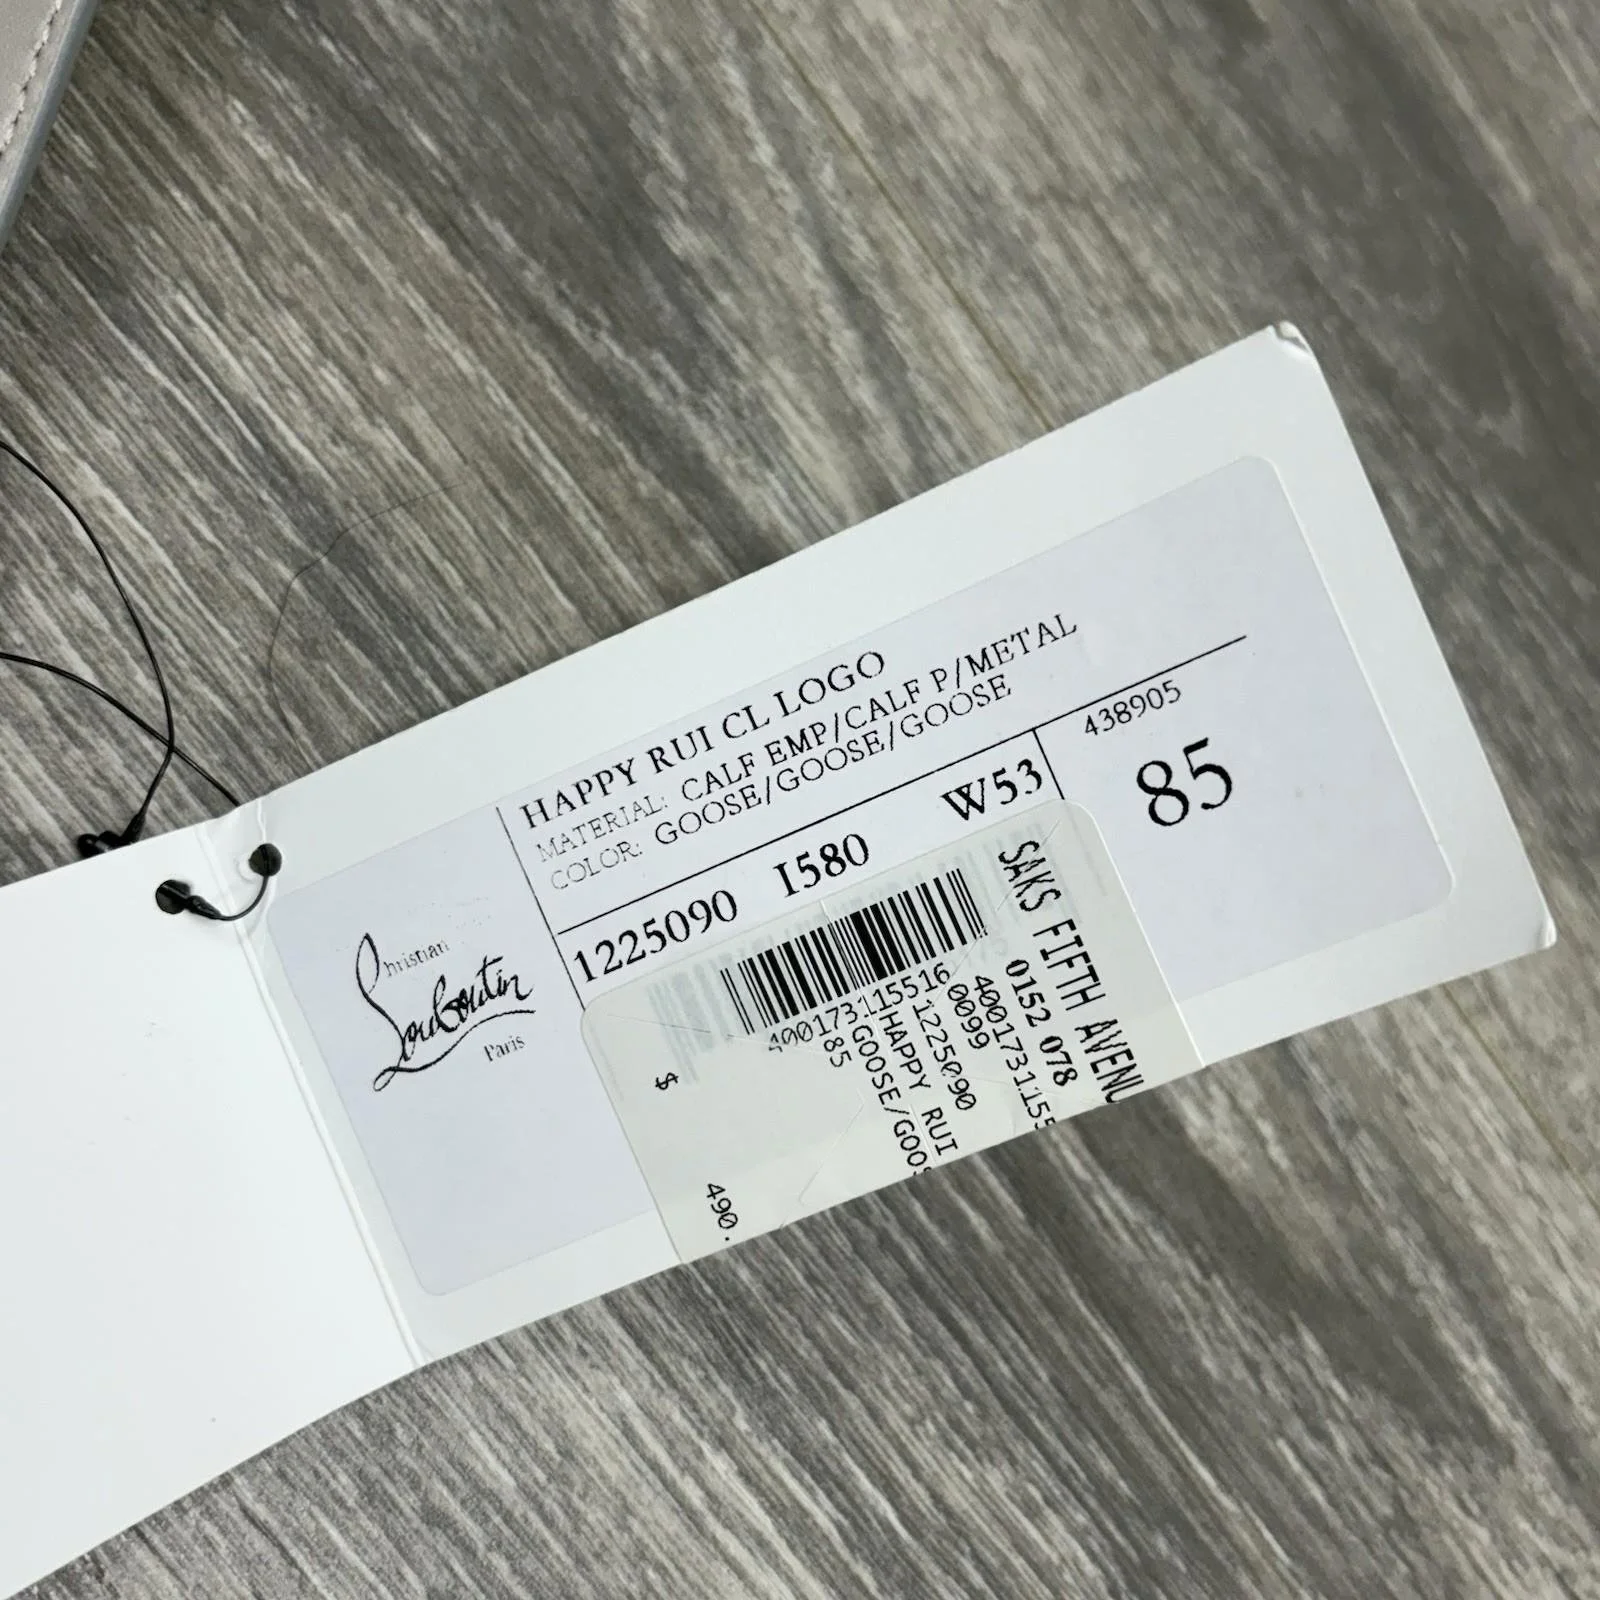 HAPPY RUI CL LOGO
MATERIAL: CALF EMP/CALF P/METAL
COLOR: GOOSE/GOOSE/GOOSE
1225090 I580 W53
438905
85
Christian
Louboutin
Paris
SAKS FIFTH AVENU
0152 078
400173115
0099
1225090
HAPPY RUI
GOOSE/GOOS
85
400173115516
$
490.